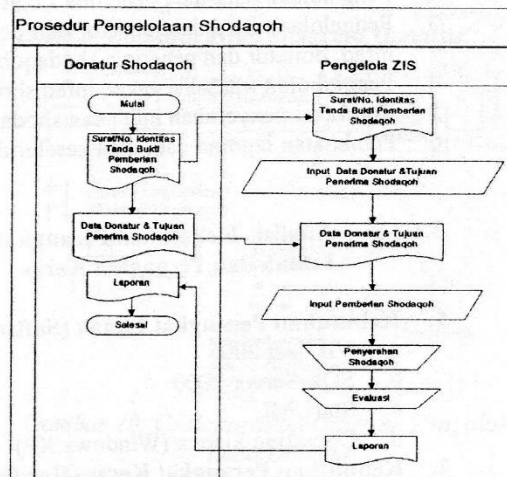 Prosedur Pengelolaan Shodaqoh
Donatur Shodaqoh
Pengelola ZIS
Mulai
Surat/No. Identitas
Tanda Bukti
Pemberian
Shodaqoh
Data Donatur & Tujuan
Penerima Shodaqoh
Laporan
Selesai
Surat/No. Identitas
Tanda Bukti Pemberian
Shodaqoh
Input Data Donatur &Tujuan
Penerima Shodaqoh
Data Donatur & Tujuan
Penerima Shodaqoh
Input Pemberian Shodaqoh
Penyerahan
Shodaqoh
Evaluasi
Laporan